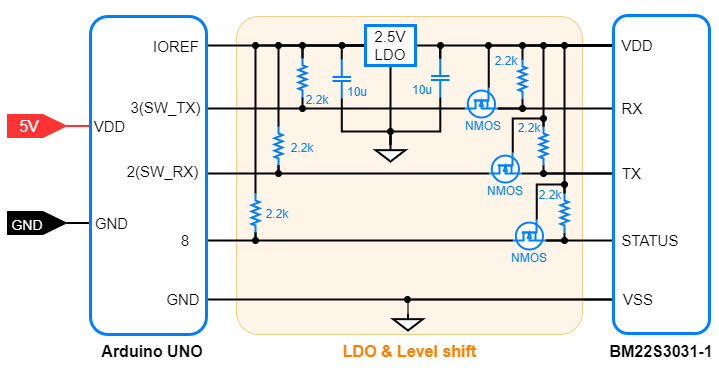 IOREF
2.5V
LDO
VDD
2.2k
2.2k
10u
10u
3(SW_TX)
RX
NMOS
5V
VDD
2.2k
2.2k
2(SW_RX)
TX
NMOS
2.2k
2.2k
GND
GND
8
STATUS
NMOS
GND
VSS
Arduino UNO
LDO & Level shift
BM22S3031-1